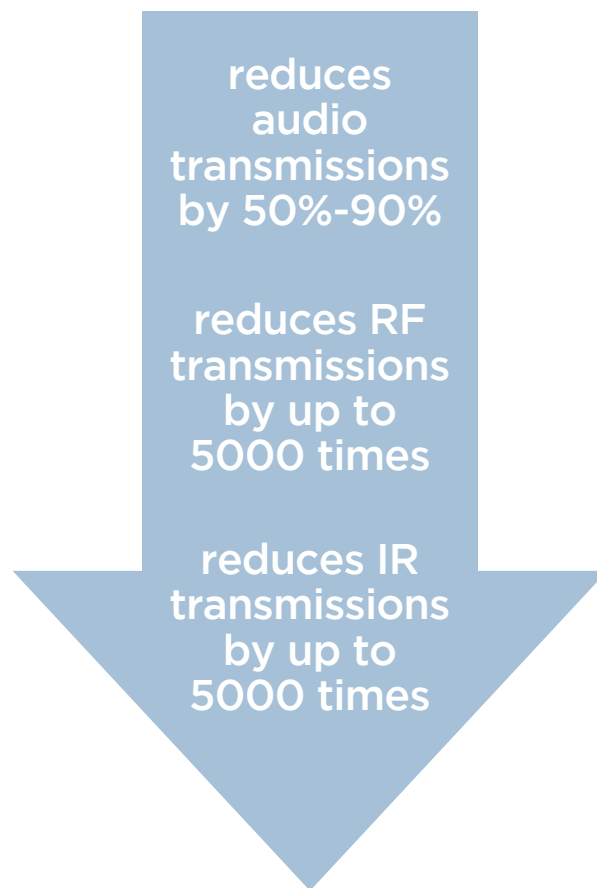 reduces
audio
transmissions
by 50%-90%
reduces RF
transmissions
by up to
5000 times
reduces IR
transmissions
by up to
5000 times